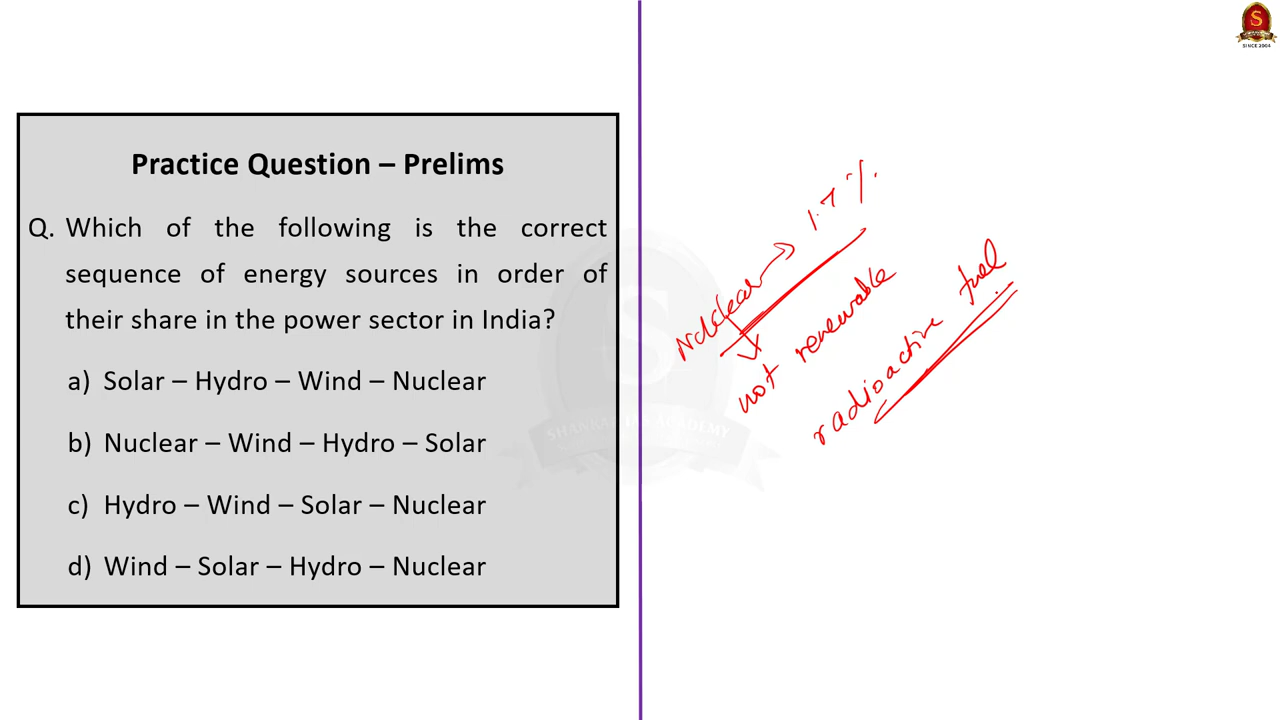 S
SINCE 2004
Practice Question – Prelims
Q. Which of the following is the correct
sequence of energy sources in order of
their share in the power sector in India?
a) Solar – Hydro – Wind – Nuclear
b) Nuclear – Wind – Hydro – Solar
c) Hydro – Wind – Solar – Nuclear
d) Wind – Solar – Hydro – Nuclear
Nuclear → 1.7 %.
not renewable
radioactive fuel